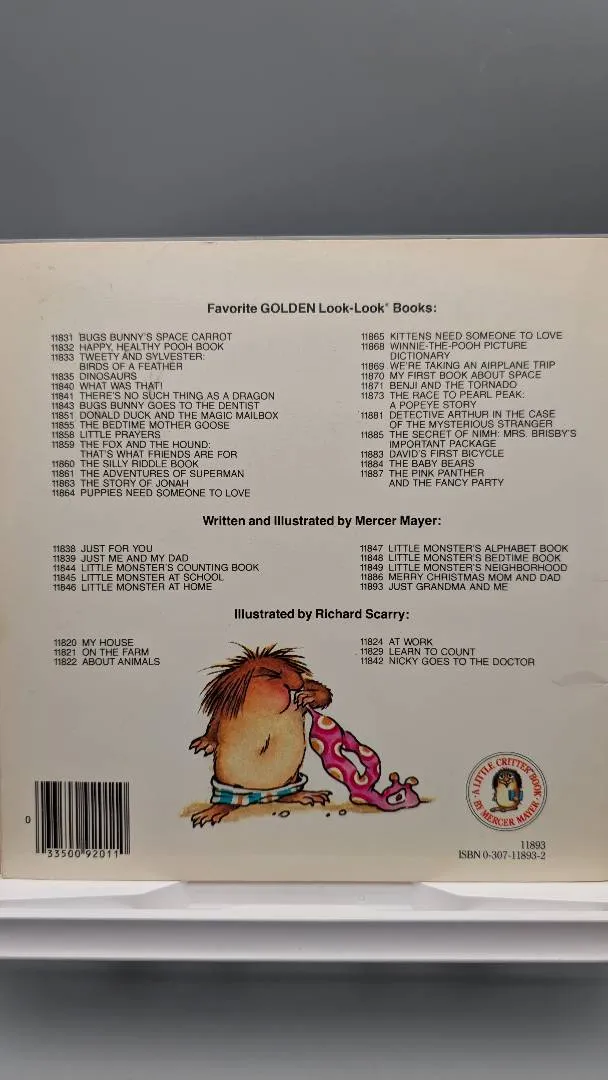 Favorite GOLDEN Look-Look® Books:
11831 BUGS BUNNY'S SPACE CARROT
11832 HAPPY, HEALTHY POOH BOOK
11833 TWEETY AND SYLVESTER:
BIRDS OF A FEATHER
11835 DINOSAURS
11840 WHAT WAS THAT!
11841 THERE'S NO SUCH THING AS A DRAGON
11843 BUGS BUNNY GOES TO THE DENTIST
11851 DONALD DUCK AND THE MAGIC MAILBOX
11855 THE BEDTIME MOTHER GOOSE
11858 LITTLE PRAYERS
11859 THE FOX AND THE HOUND:
THAT'S WHAT FRIENDS ARE FOR
11860 THE SILLY RIDDLE BOOK
11861 THE ADVENTURES OF SUPERMAN
11863 THE STORY OF JONAH
11864 PUPPIES NEED SOMEONE TO LOVE
11865 KITTENS NEED SOMEONE TO LOVE
11868 WINNIE-THE-POOH PICTURE
DICTIONARY
11869 WE'RE TAKING AN AIRPLANE TRIP
11870 MY FIRST BOOK ABOUT SPACE
11871 BENJI AND THE TORNADO
11873 THE RACE TO PEARL PEAK:
A POPEYE STORY
11881 DETECTIVE ARTHUR IN THE CASE
OF THE MYSTERIOUS STRANGER
11885 THE SECRET OF NIMH: MRS. BRISBY'S
IMPORTANT PACKAGE
11883 DAVID'S FIRST BICYCLE
11884 THE BABY BEARS
11887 THE PINK PANTHER
AND THE FANCY PARTY
Written and Illustrated by Mercer Mayer:
11838 JUST FOR YOU
11839 JUST ME AND MY DAD
11844 LITTLE MONSTER'S COUNTING BOOK
11845 LITTLE MONSTER AT SCHOOL
11846 LITTLE MONSTER AT HOME
11847 LITTLE MONSTER'S ALPHABET BOOK
11848 LITTLE MONSTER'S BEDTIME BOOK
11849 LITTLE MONSTER'S NEIGHBORHOOD
11886 MERRY CHRISTMAS MOM AND DAD
11893 JUST GRANDMA AND ME
Illustrated by Richard Scarry:
11820 MY HOUSE
11821 ON THE FARM
11822 ABOUT ANIMALS
11824 AT WORK
11829 LEARN TO COUNT
11842 NICKY GOES TO THE DOCTOR
A LITTLE CRITTER BOOK
BY MERCER MAYER
0
33500 92011
11893
ISBN 0-307-11893-2